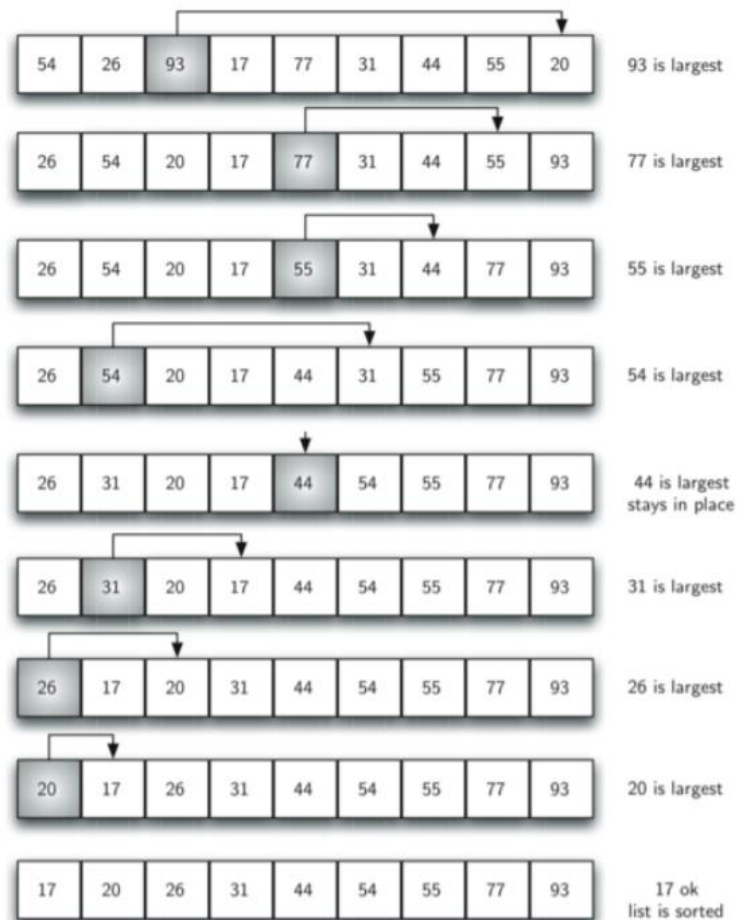 54 26 93 17 77 31 44 55 20 93 is largest
26 54 20 17 77 31 44 55 93 77 is largest
26 54 20 17 55 31 44 77 93 55 is largest
26 54 20 17 44 31 55 77 93 54 is largest
26 31 20 17 44 54 55 77 93 44 is largest
stays in place
26 31 20 17 44 54 55 77 93 31 is largest
26 17 20 31 44 54 55 77 93 26 is largest
20 17 26 31 44 54 55 77 93 20 is largest
17 20 26 31 44 54 55 77 93 17 ok
list is sorted